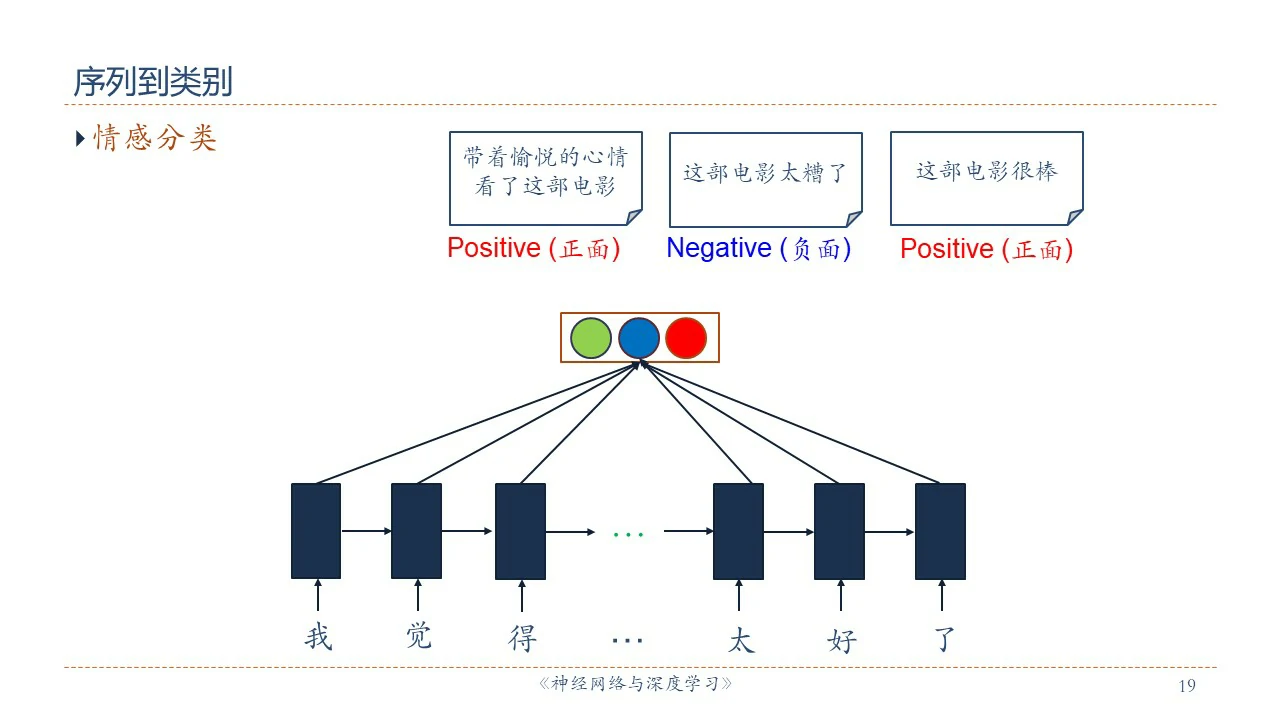 序列到类别
情感分类
带着愉悦的心情
看了这部电影
这部电影太糟了
这部电影很棒
Positive (正面)
Negative (负面)
Positive (正面)
…
我 觉 得 … 太 好 了
《神经网络与深度学习》
19